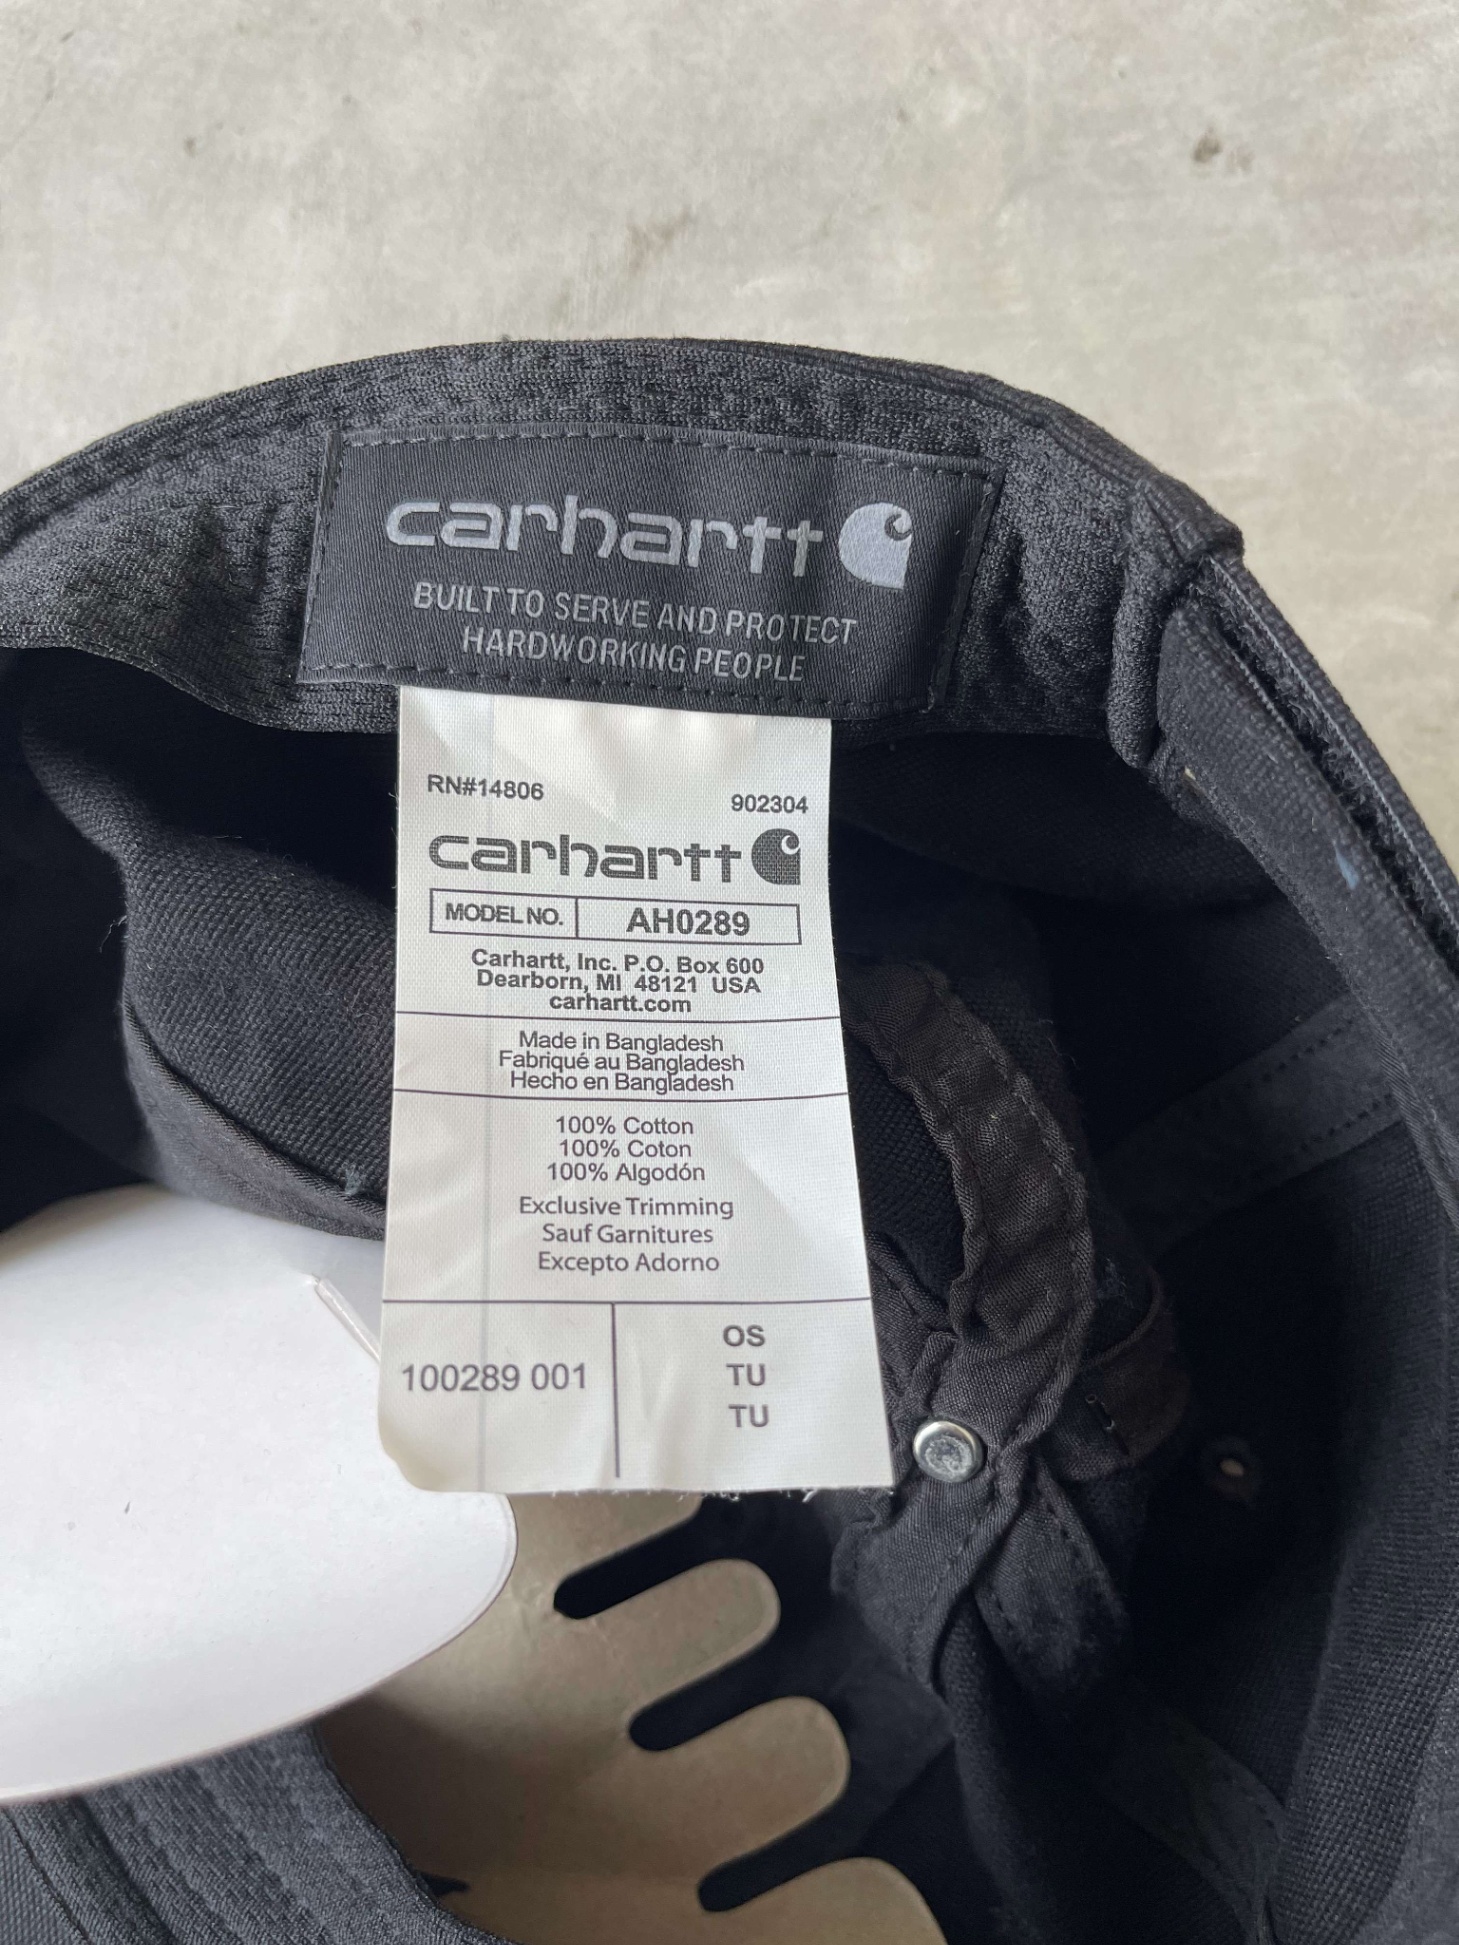 carhartt
BUILT TO SERVE AND PROTECT
HARDWORKING PEOPLE
RN#14806 902304
carhartt
MODEL NO. AH0289
Carhartt, Inc. P.O. Box 600
Dearborn, MI 48121 USA
carhartt.com
Made in Bangladesh
Fabriqué au Bangladesh
Hecho en Bangladesh
100% Cotton
100% Coton
100% Algodón
Exclusive Trimming
Sauf Garnitures
Excepto Adorno
100289 001
OS
TU
TU